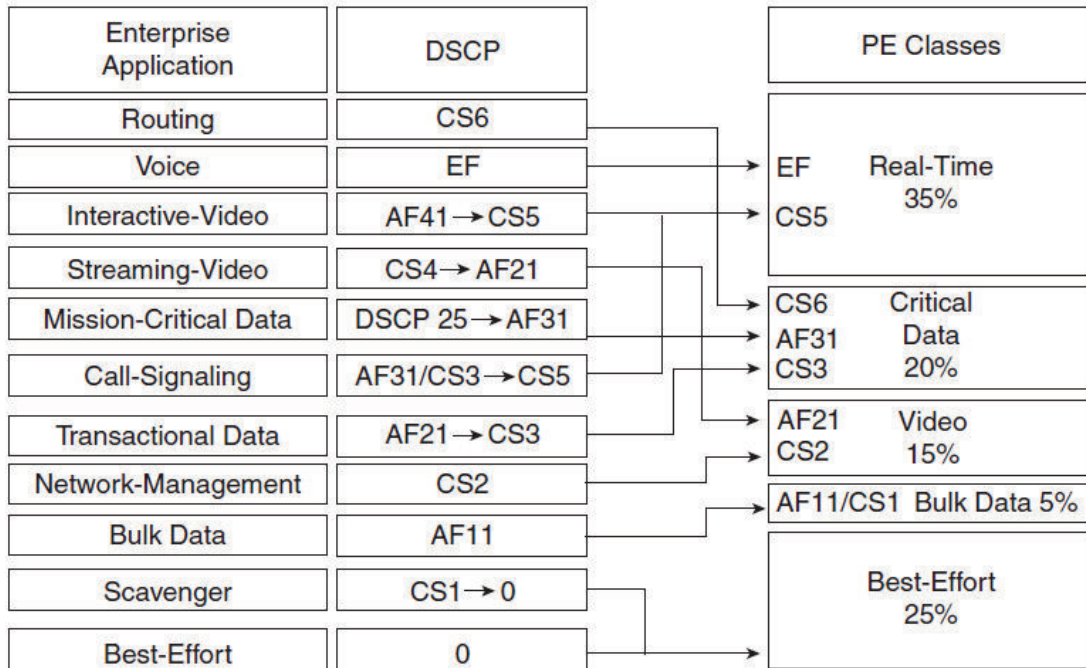 Enterprise
Application
DSCP
PE Classes
Routing
CS6
Voice
EF
Interactive-Video
AF41→CS5
Streaming-Video
CS4→AF21
Mission-Critical Data
DSCP 25→AF31
Call-Signaling
AF31/CS3→CS5
Transactional Data
AF21→CS3
Network-Management
CS2
Bulk Data
AF11
Scavenger
CS1→0
Best-Effort
0
EF
Real-Time
35%
CS5
CS6
Critical
Data
20%
AF31
CS3
AF21
Video
15%
CS2
AF11/CS1 Bulk Data 5%
Best-Effort
25%